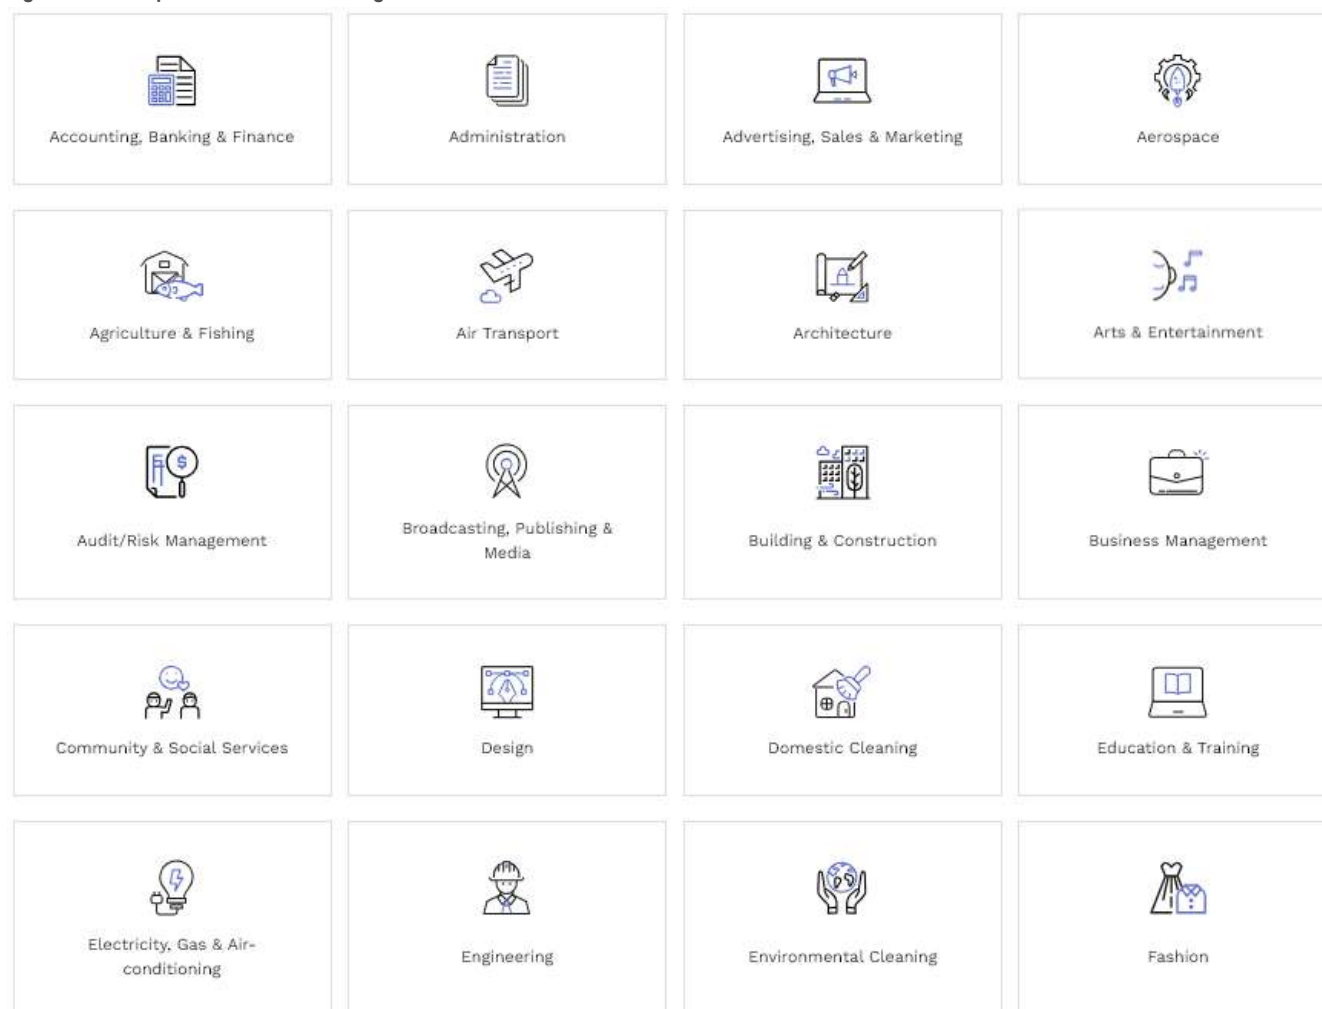 Accounting, Banking & Finance
Administration
Advertising, Sales & Marketing
Aerospace
Agriculture & Fishing
Air Transport
Architecture
Arts & Entertainment
Audit/Risk Management
Broadcasting, Publishing &
Media
Building & Construction
Business Management
Community & Social Services
Design
Domestic Cleaning
Education & Training
Electricity, Gas & Air-
conditioning
Engineering
Environmental Cleaning
Fashion